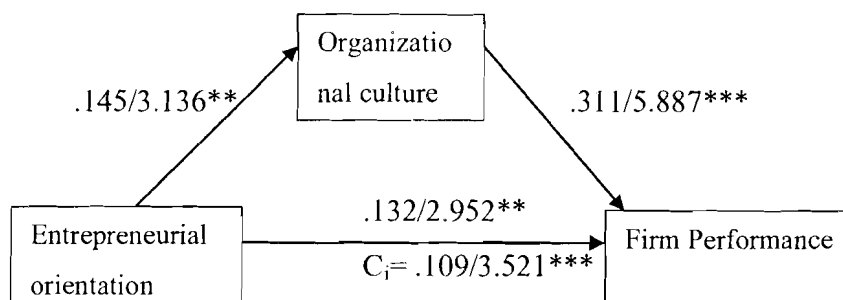 Organizatio
nal culture
.145/3.136**
.311/5.887***
.132/2.952**
Entrepreneurial
orientation
Firm Performance
Cᵢ= .109/3.521***